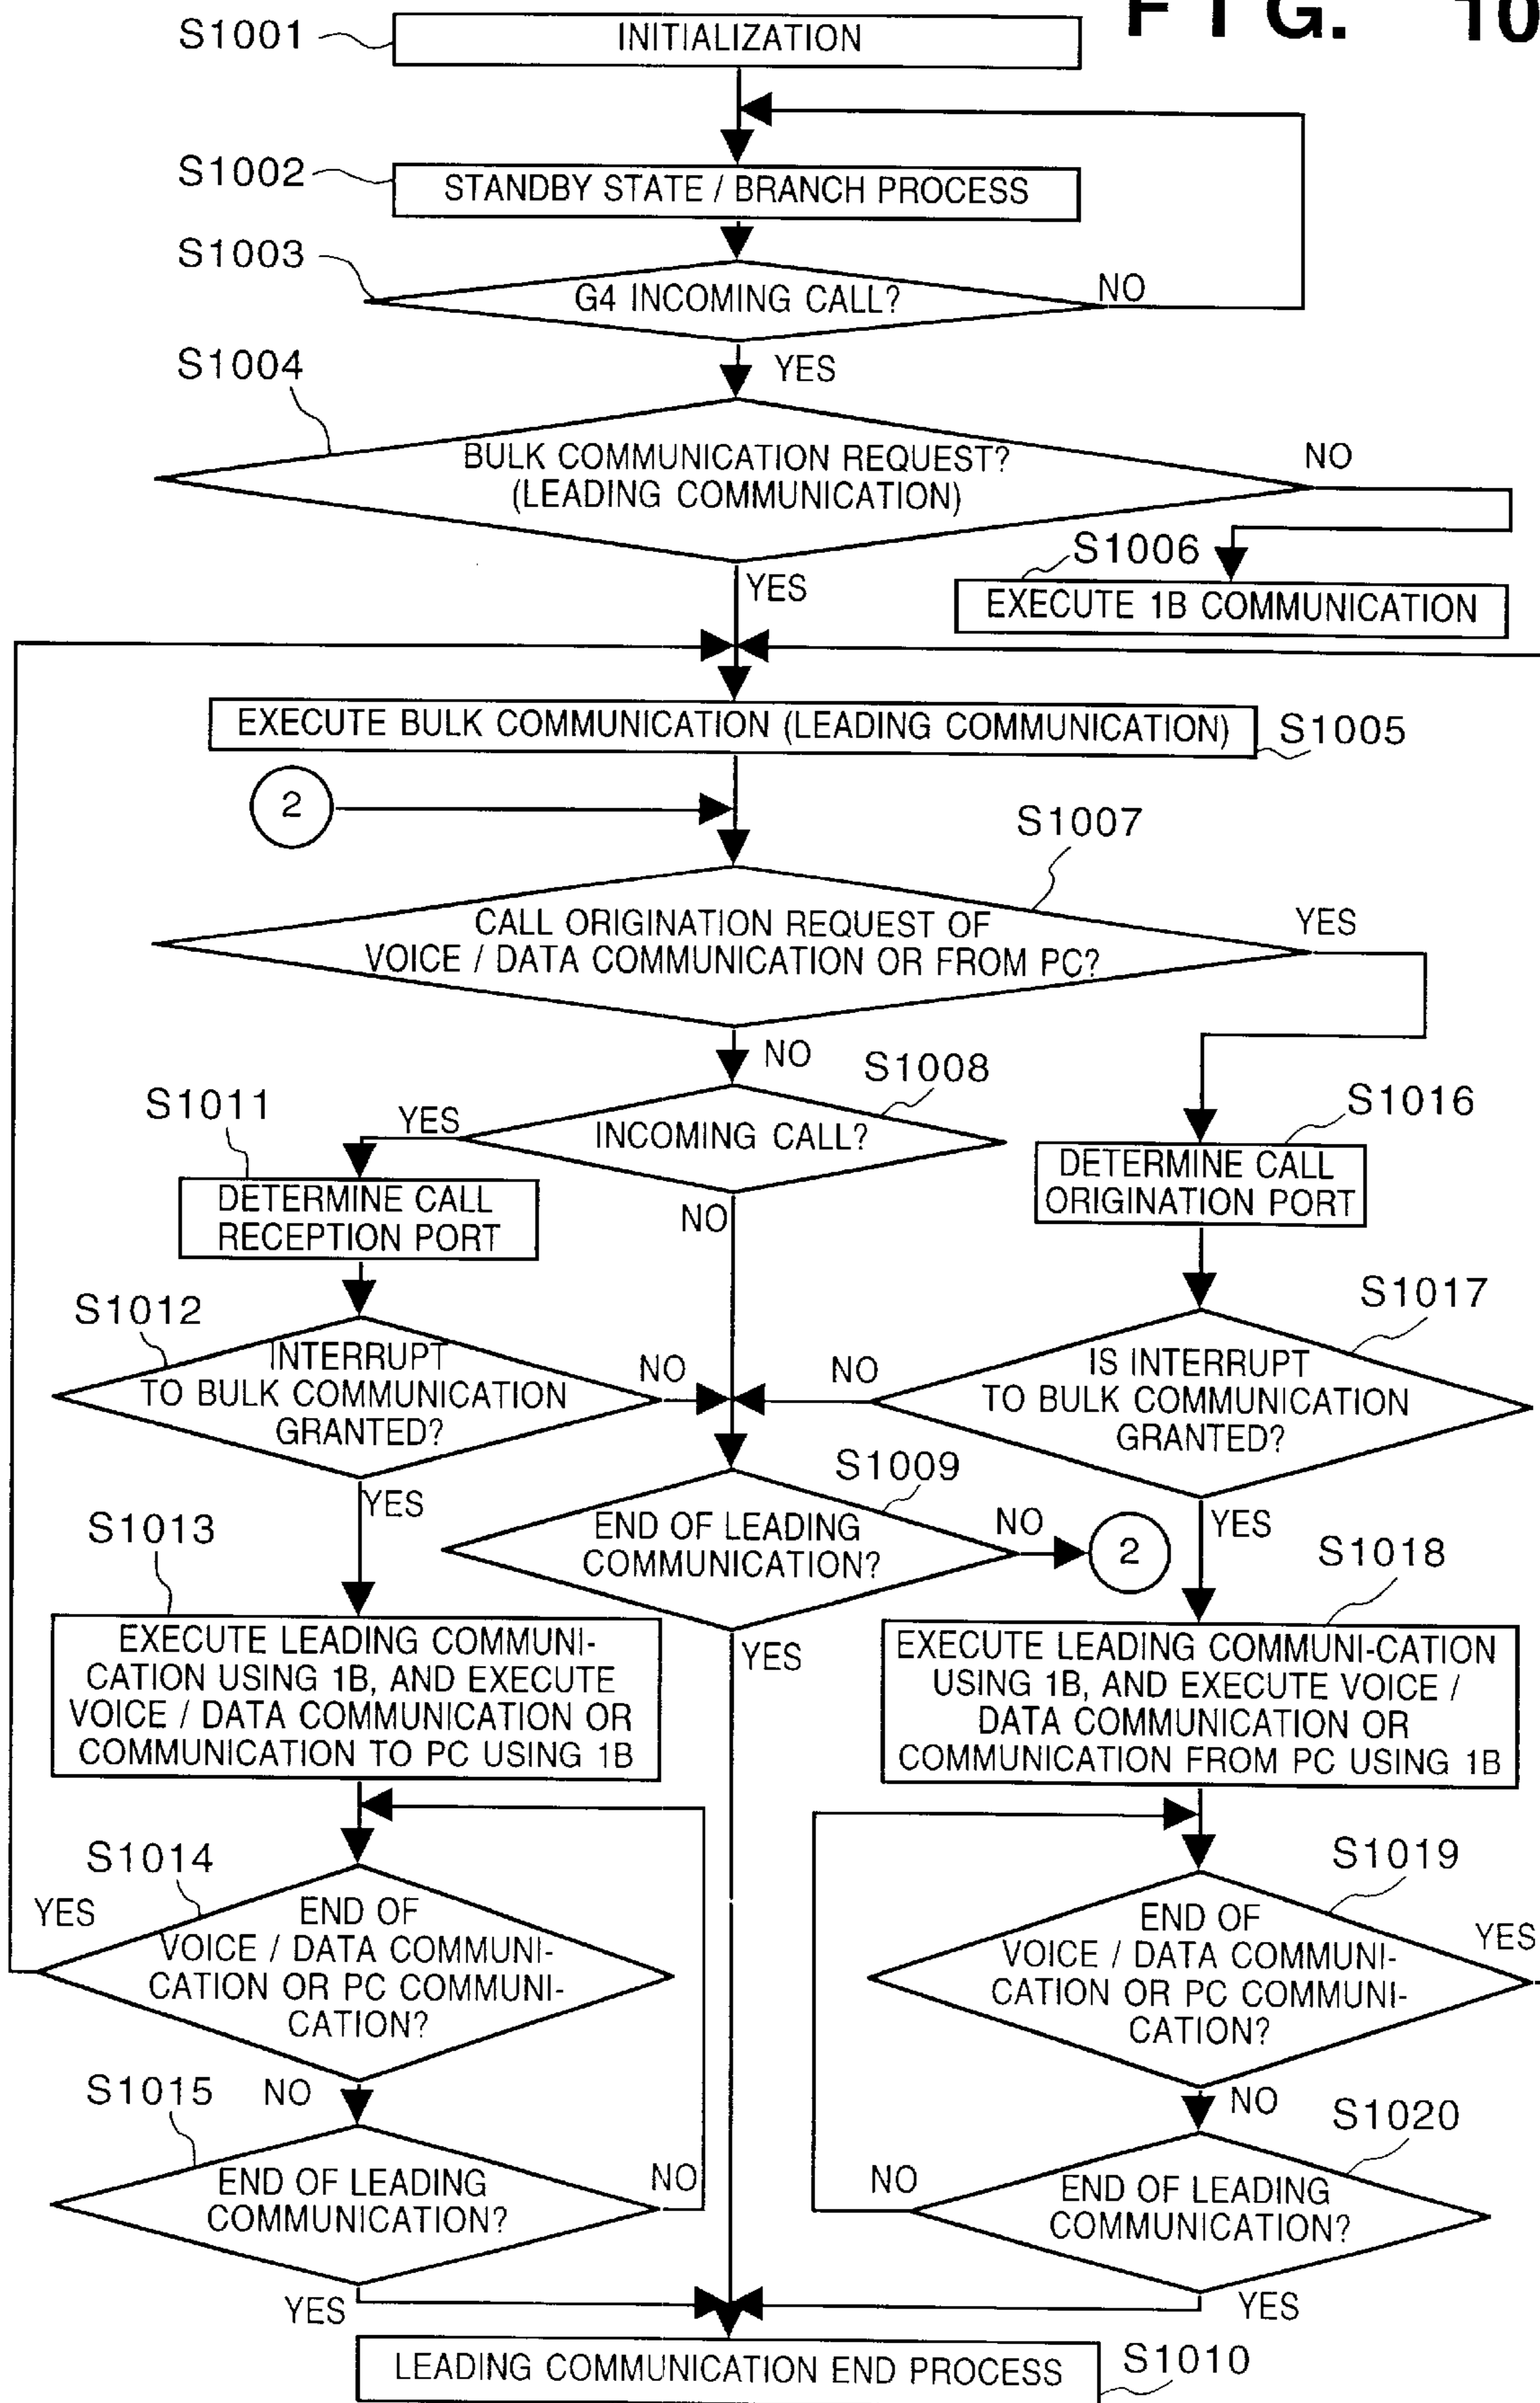 FIG. 10
S1001
INITIALIZATION
S1002
STANDBY STATE / BRANCH PROCESS
S1003
G4 INCOMING CALL?
NO
YES
S1004
BULK COMMUNICATION REQUEST?
(LEADING COMMUNICATION)
NO
YES
S1006
EXECUTE 1B COMMUNICATION
EXECUTE BULK COMMUNICATION (LEADING COMMUNICATION)
S1005
2
S1007
CALL ORIGINATION REQUEST OF
VOICE / DATA COMMUNICATION OR FROM PC?
YES
NO
S1008
INCOMING CALL?
YES
NO
S1011
DETERMINE CALL
RECEPTION PORT
S1016
DETERMINE CALL
ORIGINATION PORT
S1012
INTERRUPT
TO BULK COMMUNICATION
GRANTED?
NO
YES
S1017
IS INTERRUPT
TO BULK COMMUNICATION
GRANTED?
NO
YES
S1009
END OF LEADING
COMMUNICATION?
NO
2
YES
S1013
EXECUTE LEADING COMMUNI-
CATION USING 1B, AND EXECUTE
VOICE / DATA COMMUNICATION OR
COMMUNICATION TO PC USING 1B
S1018
EXECUTE LEADING COMMUNI-CATION
USING 1B, AND EXECUTE VOICE /
DATA COMMUNICATION OR
COMMUNICATION FROM PC USING 1B
S1014
YES
END OF
VOICE / DATA COMMUNI-
CATION OR PC COMMUNI-
CATION?
NO
S1019
END OF
VOICE / DATA COMMUNI-
CATION OR PC COMMUNI-
CATION?
YES
NO
S1015
END OF LEADING
COMMUNICATION?
NO
YES
S1020
END OF LEADING
COMMUNICATION?
NO
YES
LEADING COMMUNICATION END PROCESS
S1010